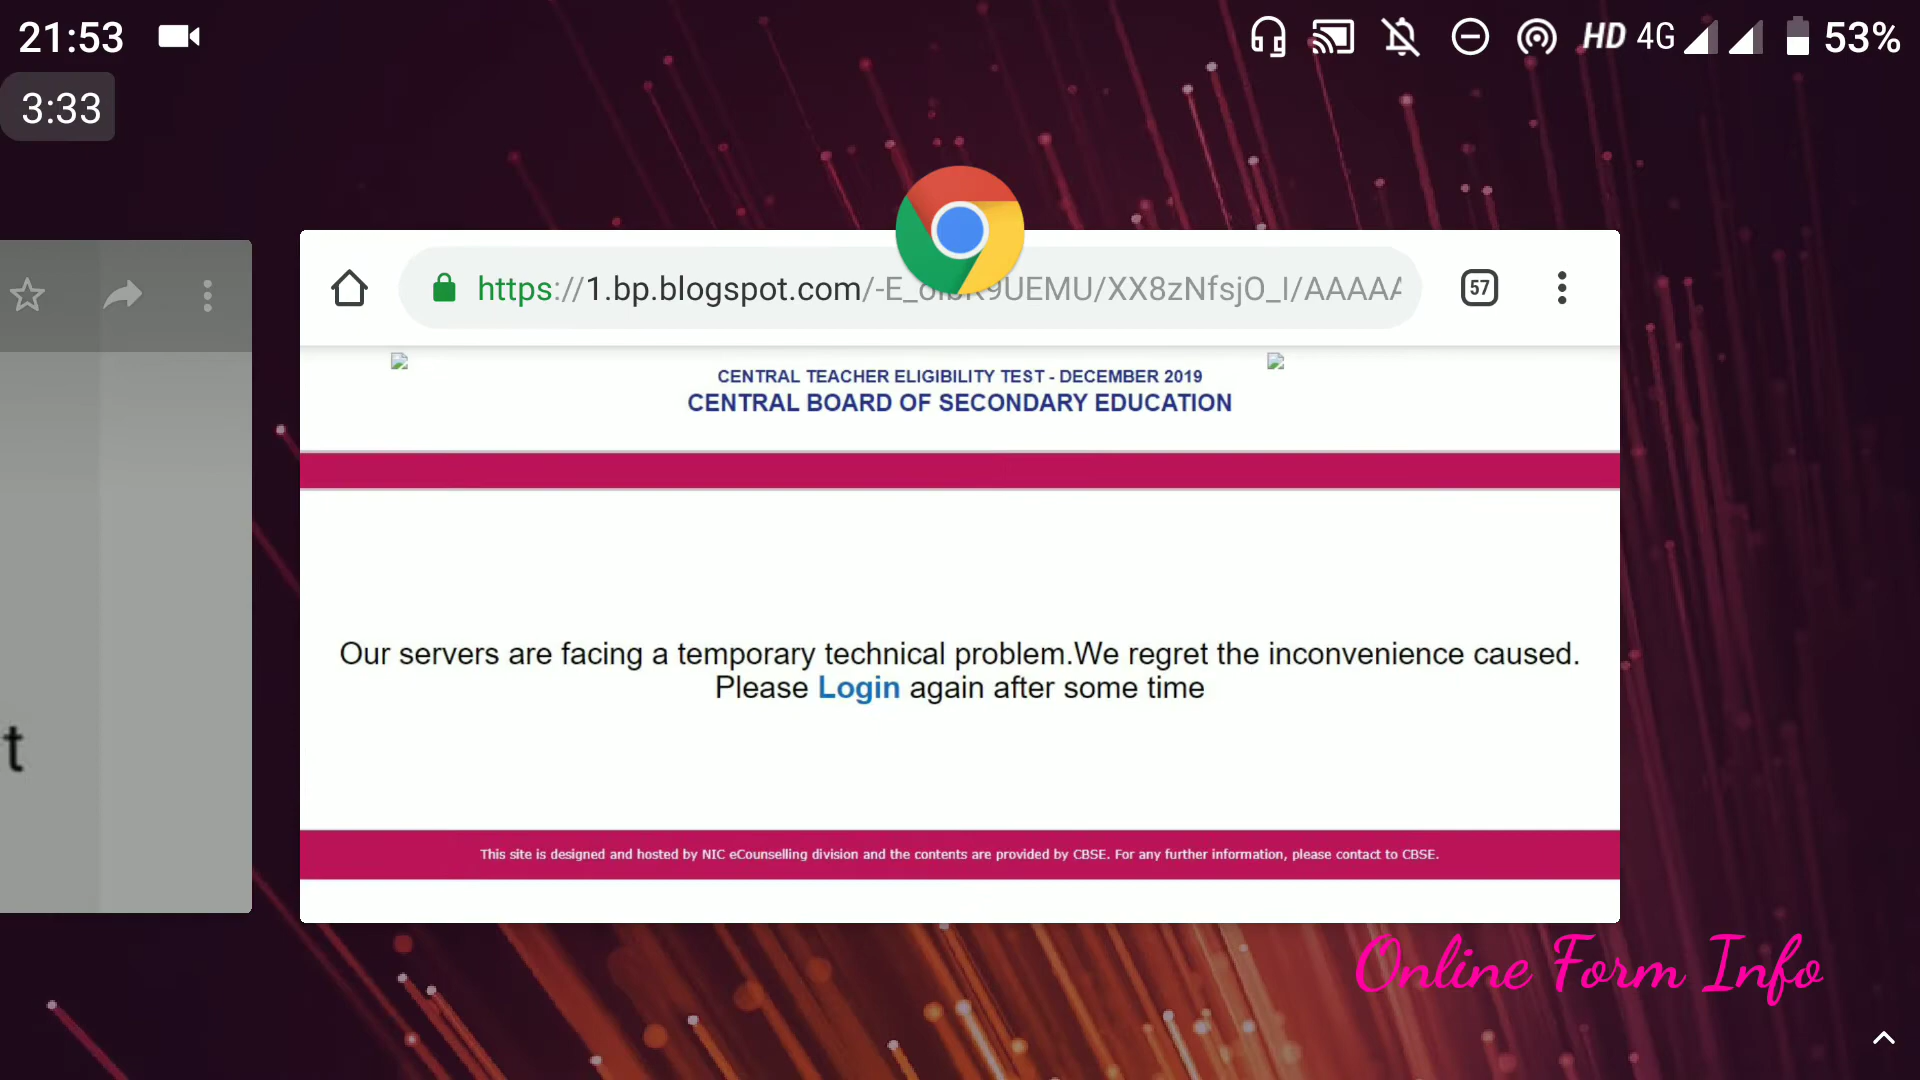 21:53
HD 4G 53%
3:33
https://1.bp.blogspot.com/-E_
9UEMU/XX8zNfsjO_I/AAAAA
57
CENTRAL TEACHER ELIGIBILITY TEST - DECEMBER 2019
CENTRAL BOARD OF SECONDARY EDUCATION
Our servers are facing a temporary technical problem.We regret the inconvenience caused.
Please Login again after some time
t
This site is designed and hosted by NIC eCounselling division and the contents are provided by CBSE. For any further information, please contact to CBSE.
Online Form Info